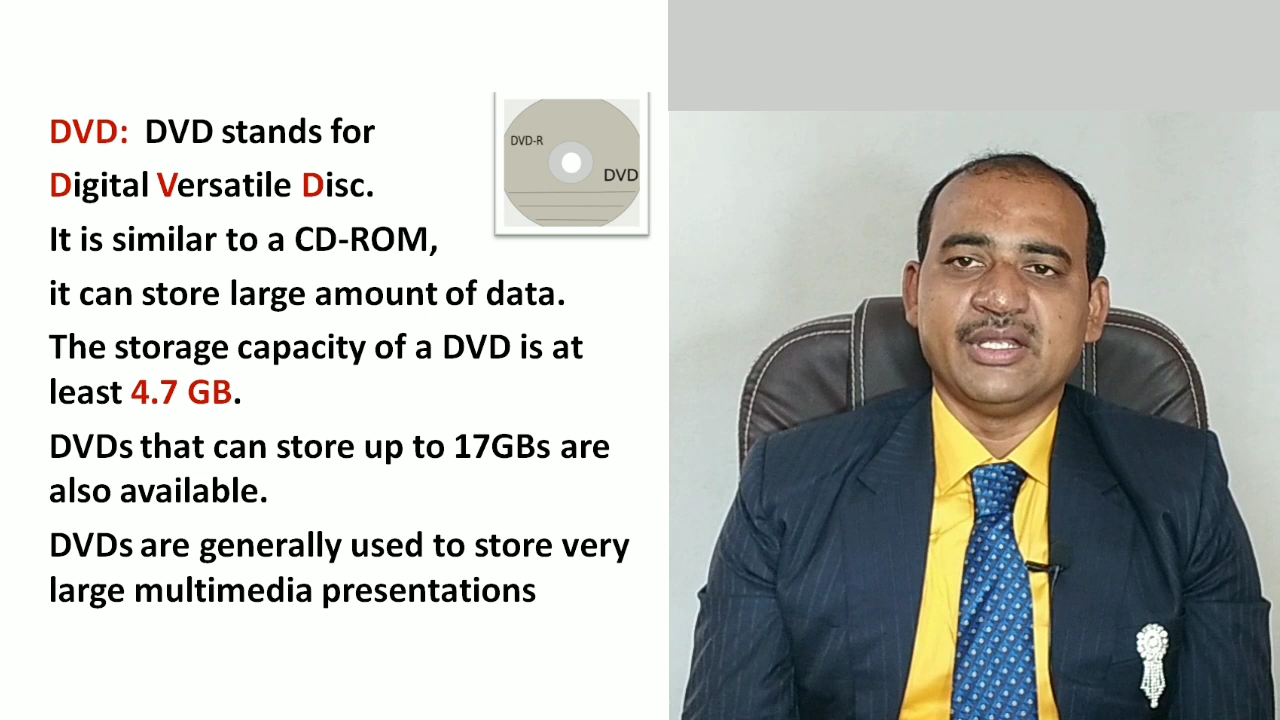 DVD: DVD stands for
Digital Versatile Disc.
It is similar to a CD-ROM,
it can store large amount of data.
The storage capacity of a DVD is at
least 4.7 GB.
DVDs that can store up to 17GBs are
also available.
DVDs are generally used to store very
large multimedia presentations
DVD-R
DVD